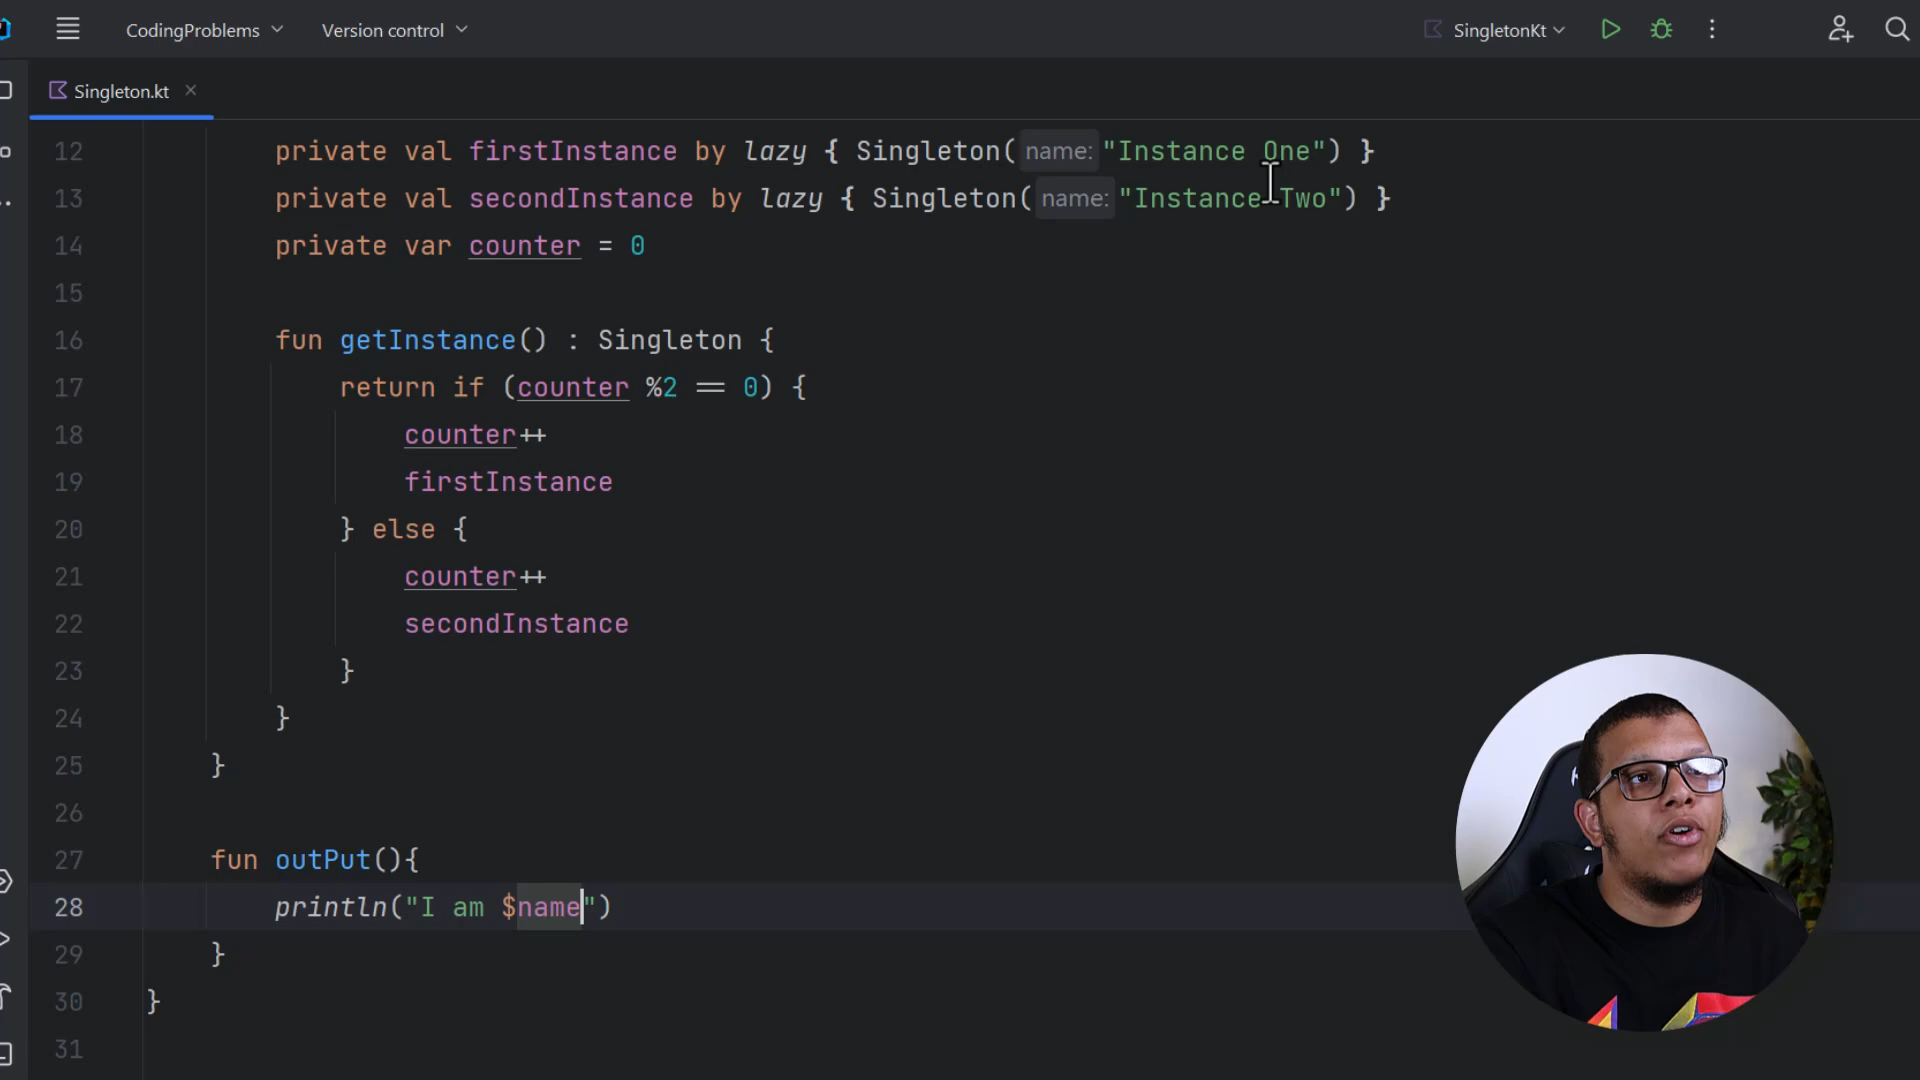 CodingProblems Version control SingletonKt
Singleton.kt
12 private val firstInstance by lazy { Singleton( name: "Instance One") }
13 private val secondInstance by lazy { Singleton( name: "Instance Two") }
14 private var counter = 0
15
16 fun getInstance() : Singleton {
17 return if (counter %2 == 0) {
18 counter++
19 firstInstance
20 } else {
21 counter++
22 secondInstance
23 }
24 }
25 }
26
27 fun outPut(){
28 println("I am $name")
29 }
30 }
31